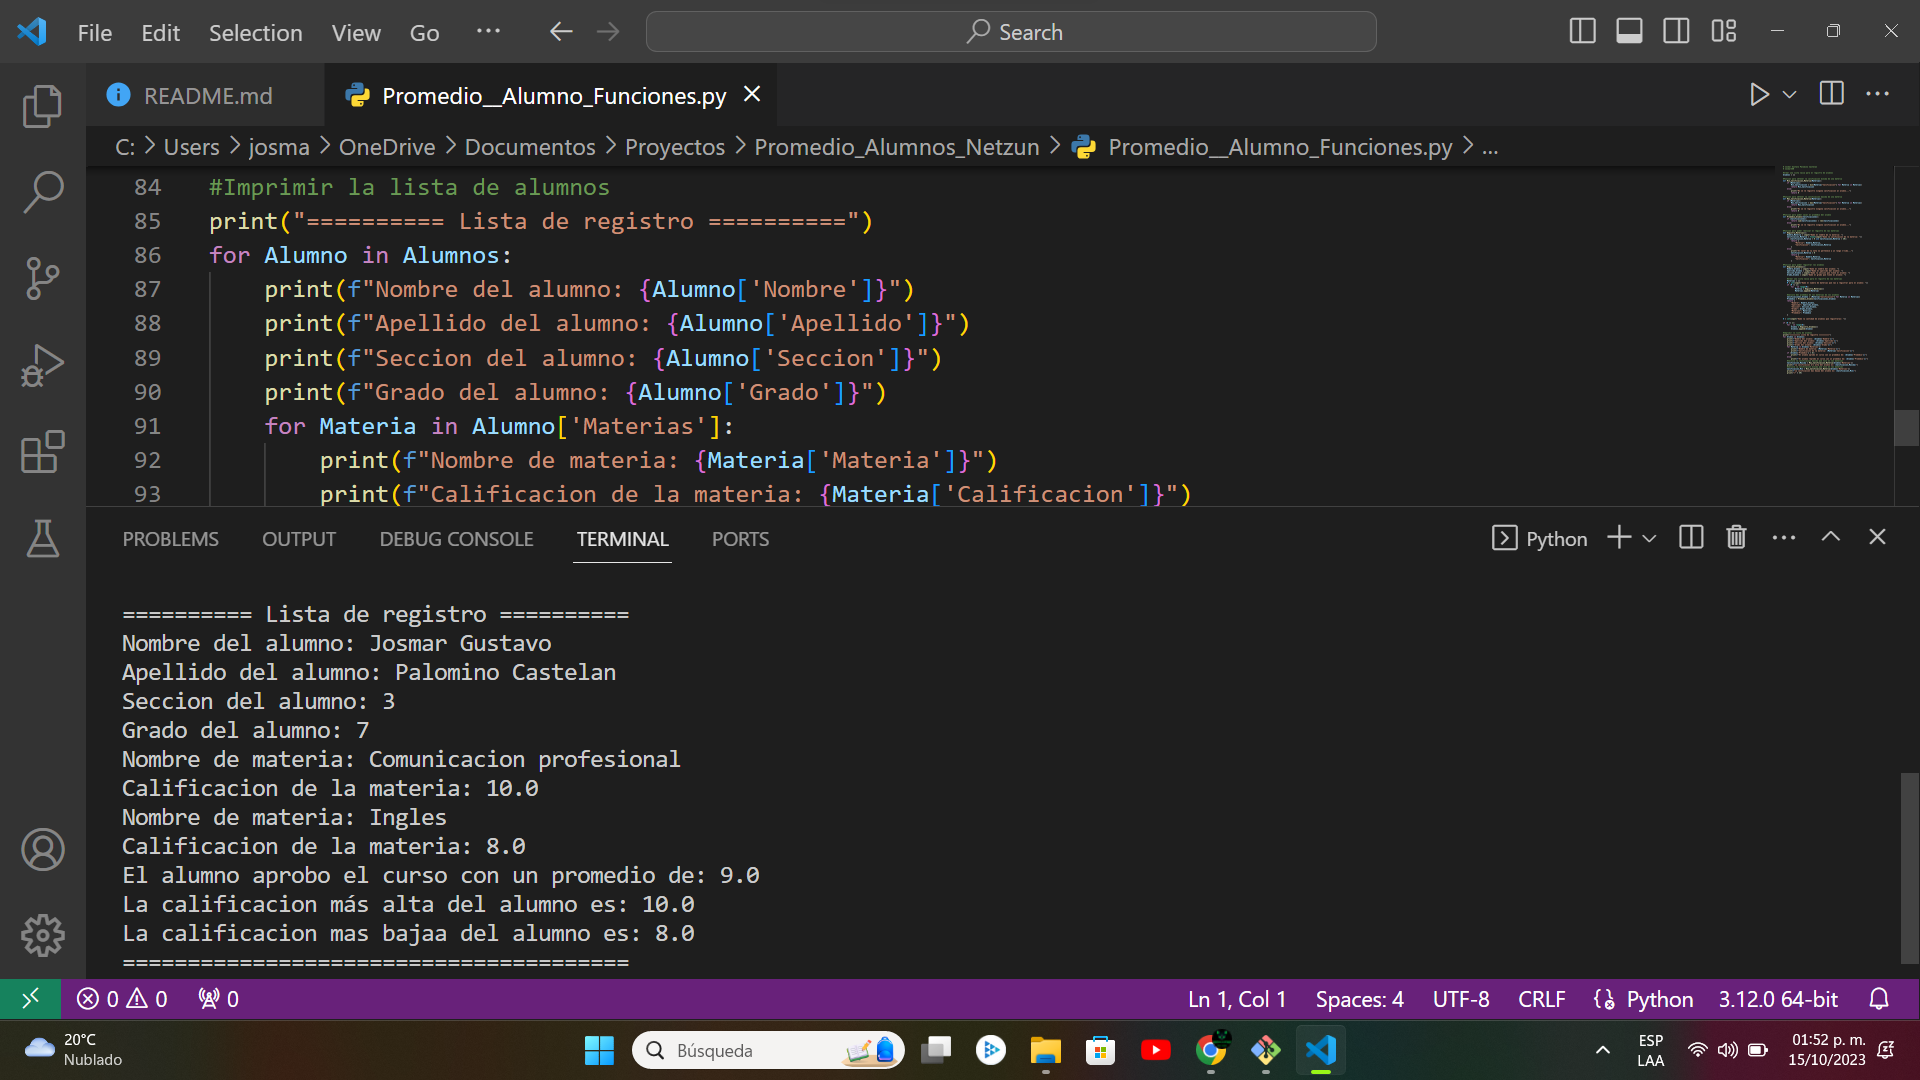 File Edit Selection View Go ... Search
README.md Promedio__Alumno_Funciones.py
C: > Users > josma > OneDrive > Documentos > Proyectos > Promedio_Alumnos_Netzun > Promedio__Alumno_Funciones.py > ...
84 #Imprimir la lista de alumnos
85 print("========== Lista de registro ==========")
86 for Alumno in Alumnos:
87 print(f"Nombre del alumno: {Alumno['Nombre']}")
88 print(f"Apellido del alumno: {Alumno['Apellido']}")
89 print(f"Seccion del alumno: {Alumno['Seccion']}")
90 print(f"Grado del alumno: {Alumno['Grado']}")
91 for Materia in Alumno['Materias']:
92 print(f"Nombre de materia: {Materia['Materia']}")
93 print(f"Calificacion de la materia: {Materia['Calificacion']}")
PROBLEMS OUTPUT DEBUG CONSOLE TERMINAL PORTS Python
========== Lista de registro ==========
Nombre del alumno: Josmar Gustavo
Apellido del alumno: Palomino Castelan
Seccion del alumno: 3
Grado del alumno: 7
Nombre de materia: Comunicacion profesional
Calificacion de la materia: 10.0
Nombre de materia: Ingles
Calificacion de la materia: 8.0
El alumno aprobo el curso con un promedio de: 9.0
La calificacion más alta del alumno es: 10.0
La calificacion mas bajaa del alumno es: 8.0
=======================================
0 0 0 Ln 1, Col 1 Spaces: 4 UTF-8 CRLF Python 3.12.0 64-bit
20°C
Nublado
Búsqueda
ESP
LAA
01:52 p. m.
15/10/2023